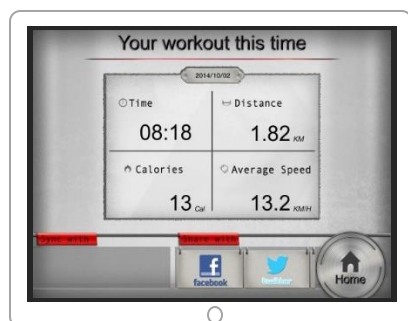 Your workout this time
2014/10/02
Time
Distance
08:18
1.82 KM
Calories
Average Speed
13 Cal
13.2 KM/H
Sync with
Share with
facebook
twitter
Home